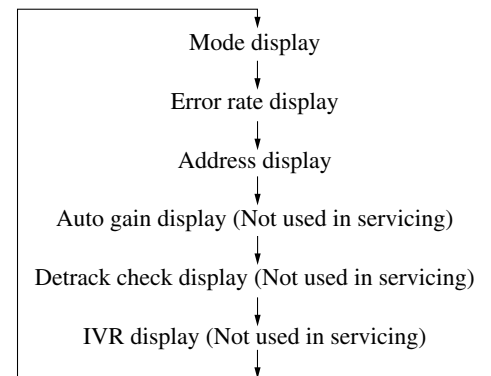 Mode display
Error rate display
Address display
Auto gain display (Not used in servicing)
Detrack check display (Not used in servicing)
IVR display (Not used in servicing)